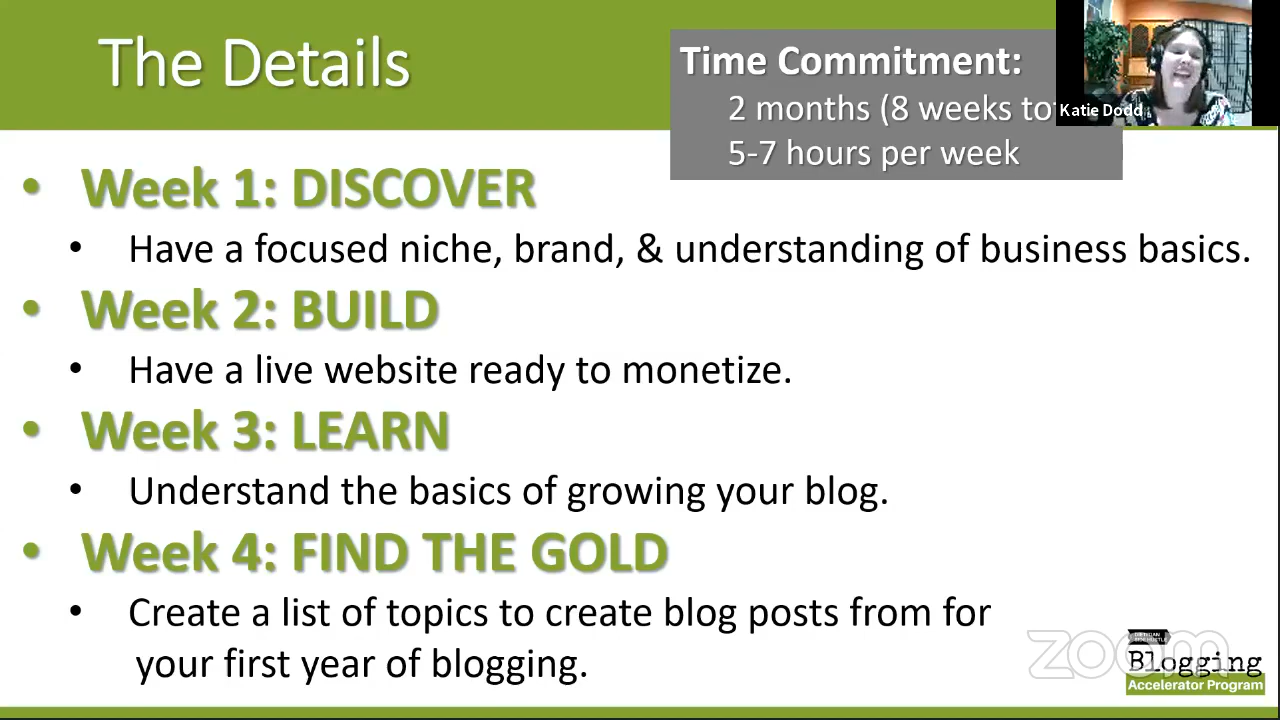 The Details
Time Commitment:
2 months (8 weeks to
5-7 hours per week
Katie Dodd
• Week 1: DISCOVER
• Have a focused niche, brand, & understanding of business basics.
• Week 2: BUILD
• Have a live website ready to monetize.
• Week 3: LEARN
• Understand the basics of growing your blog.
• Week 4: FIND THE GOLD
• Create a list of topics to create blog posts from for
your first year of blogging.
zoom
DIETITIAN
SIDE HUSTLE
Blogging
Accelerator Program